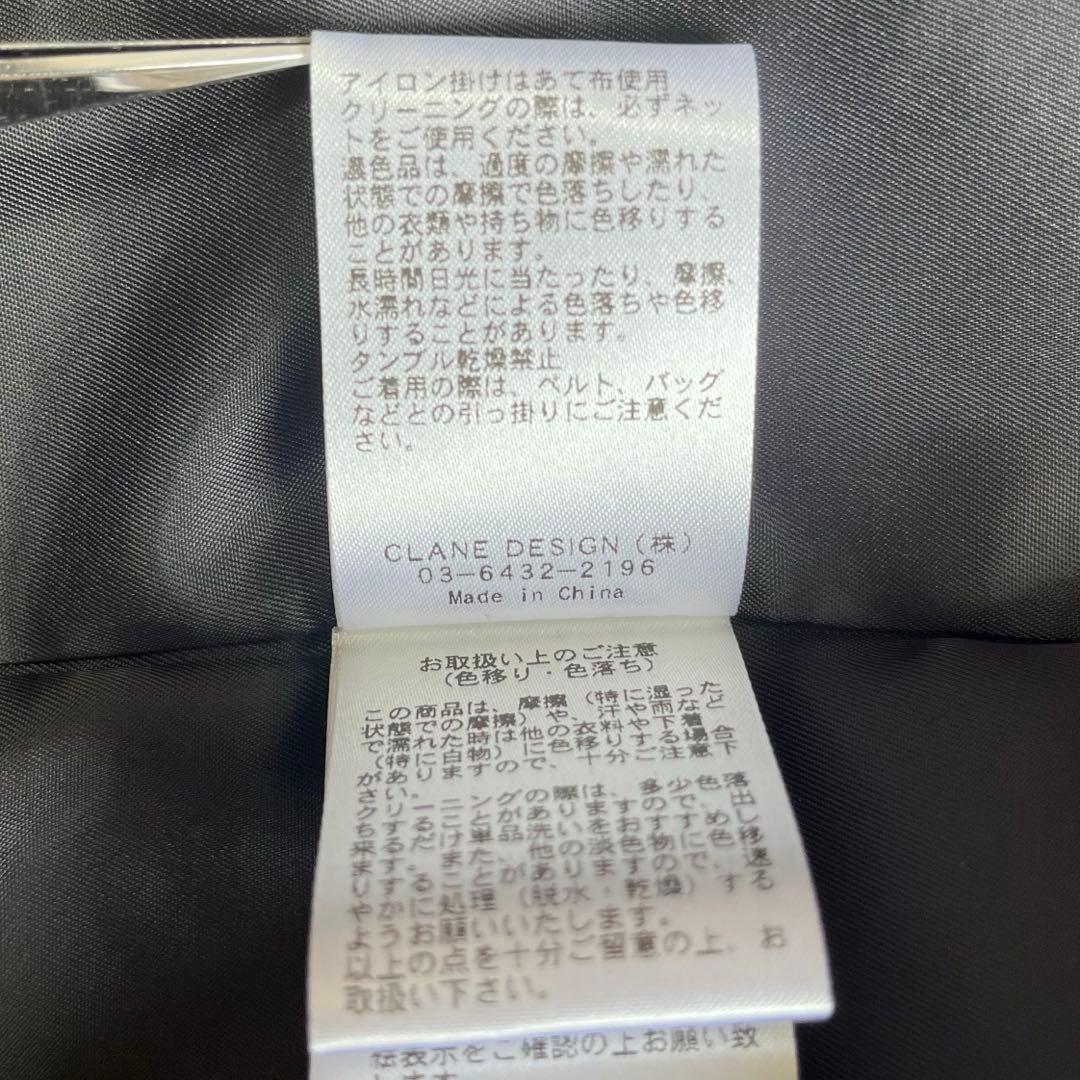 アイロン掛けはあて布使用
クリーニングの際は、必ずネッ
トをご使用ください。
濃色品は、過度の摩擦や濡れた
状態での摩擦で色落ちしたり、
他の衣類や持ち物に色移りする
ことがあります。
長時間日光に当たったり、摩擦、
水濡れなどによる色落ちや色移
りすることがあります。
タンブル乾燥禁止
ご着用の際は、ベルト、バッグ
などとの引っ掛りにご注意くだ
さい。
CLANE DESIGN (株)
03-6432-2196
Made in China
お取扱い上のご注意
(色移り・色落ち)
この商品は、摩擦（特に湿った
状態での摩擦）や、汗や雨など
で濡れた時は他の衣料や下着
(特に白物）に色移りする場合
がありますので、十分ご注意下
さい。
クリーニングの際は、多少色落
ちすることがありますので、出
来るだけ単品洗いをおすすめし
ます。また、他の淡色物に色移
りすることがありますので、速
やかに処理（脱水・乾燥）する
ようお願いいたします。
以上の点を十分ご留意の上、お
取扱い下さい。
絵表示をご確認の上お願い致
します